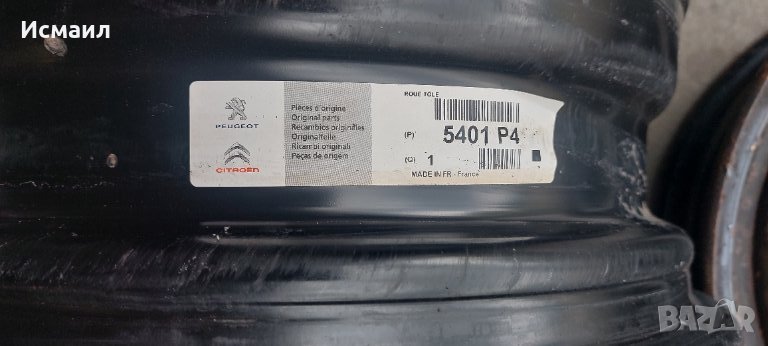 Исмаил
ROUE TOLE
PEUGEOT
CITROËN
Pièces d'origine
Original parts
Recambios originales
Originalteile
Ricambi originali
Peças de origem
(P) 5401 P4
(Q) 1
MADE IN FR - France
BAZAR